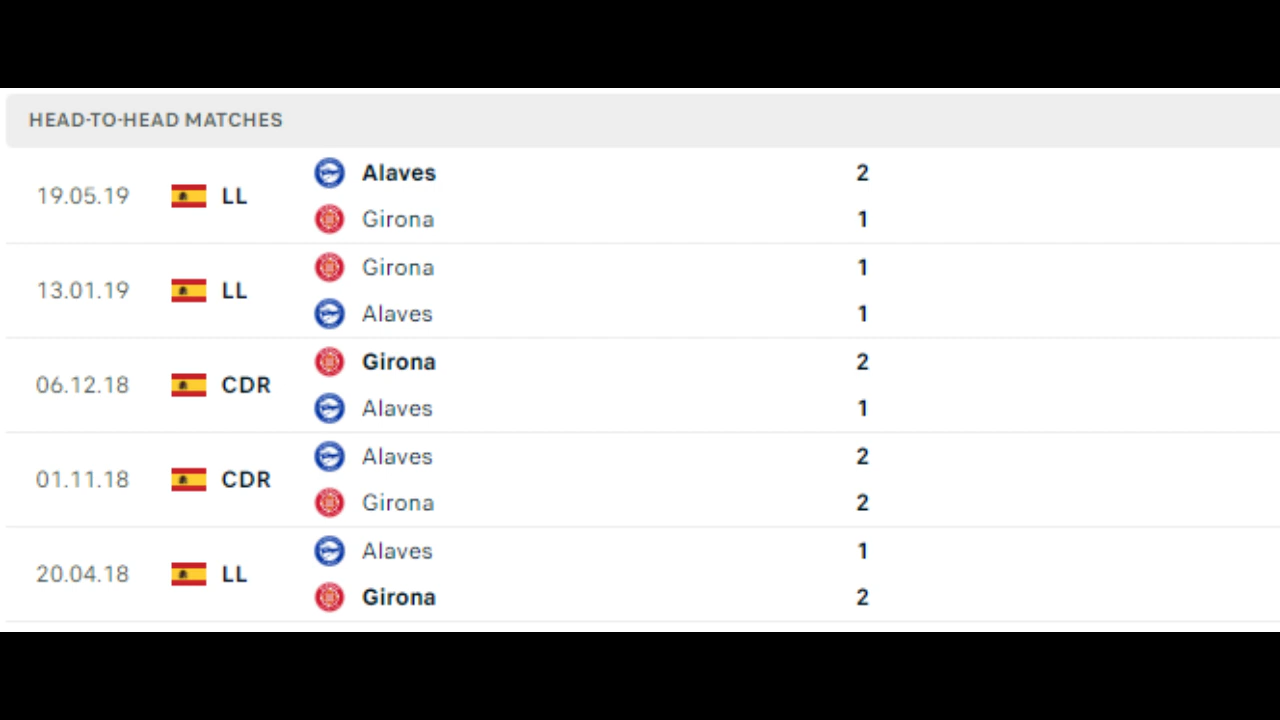 HEAD-TO-HEAD MATCHES
19.05.19 LL Alaves 2
Girona 1
13.01.19 LL Girona 1
Alaves 1
06.12.18 CDR Girona 2
Alaves 1
01.11.18 CDR Alaves 2
Girona 2
20.04.18 LL Alaves 1
Girona 2